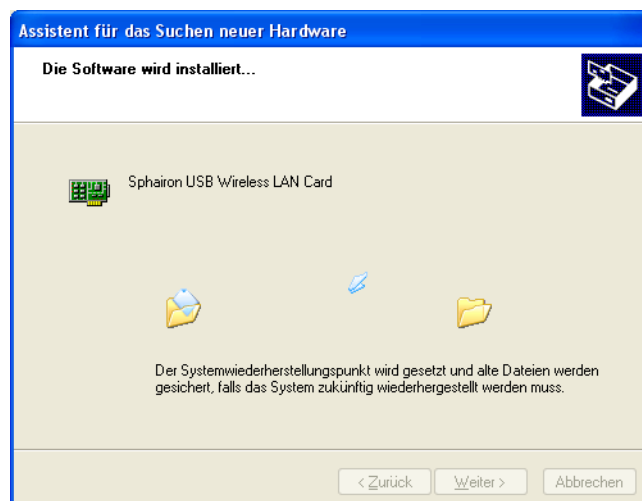 Assistent für das Suchen neuer Hardware
Die Software wird installiert...
Sphairon USB Wireless LAN Card
Der Systemwiederherstellungspunkt wird gesetzt und alte Dateien werden
gesichert, falls das System zukünftig wiederhergestellt werden muss.
< Zurück Weiter > Abbrechen